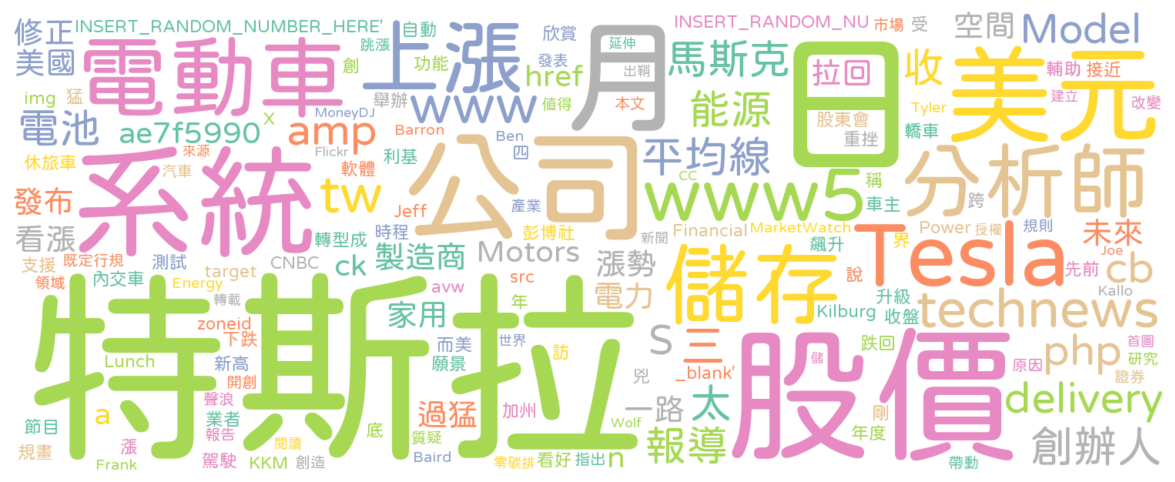 修正
INSERT_RANDOM_NUMBER_HERE'
跳漲
自動
欣賞
延伸
INSERT_RANDOM_NU
市場
受
空間
Model
美國
電動車
創
上漲
功能
發表
href
出鞘
月
馬斯克
日
拉回
收
美元
輔助
接近
img
猛
舉辦
www
值得
本文
能源
股東會
Tyler
建立
改變
電池
ae7f5990
X
MoneyDJ
amp
Barron
Ben
四
平均線
重挫
轎車
休旅車
來源
Flickr
軟體
利基
公司
CC
www5
稱
分析師
汽車
系統
tw
Jeff
產業
車主
跨
發布
時程
彭博社
新聞
Financial
MarketWatch
界
Power
授權
規則
未來
看漲
轉型成
製造商
Motors
漲勢
飆升
Tesla
Joe
支援
既定行規
測試
CNBC
儲存
說
先前
cb
領域
內交車
target
ck
src
電力
升級
Kallo
Energy
轉載
avw
年
Kilburg
收盤
technews
特斯拉
zoneid
家用
下跌
而美
世界
S
三
股價
跌回
首圖
Lunch
新高
願景
訪
儲
_blank'
原因
php
研究
開創
兇
證券
a
聲浪
過猛
加州
一路
太
delivery
節目
業者
底
Wolf
剛
漲
報告
質疑
報導
年度
創辦人
規畫
閱讀
Frank
駕駛
KKM
創造
Baird
零碳排
看好
指出
n
帶動